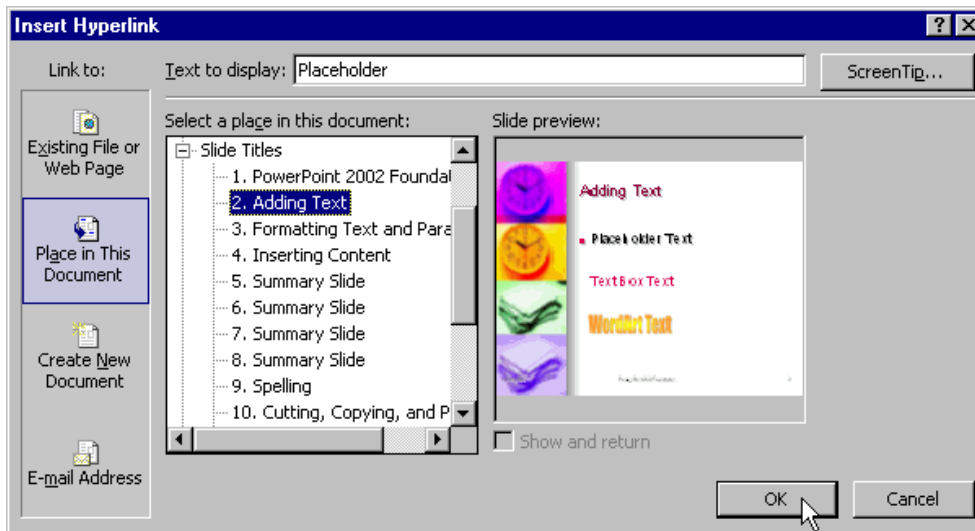 Insert Hyperlink
Link to:
Text to display: Placeholder
ScreenTip...
Existing File or
Web Page
Place in This
Document
Create New
Document
E-mail Address
Select a place in this document:
Slide Titles
1. PowerPoint 2002 Founda
2. Adding Text
3. Formatting Text and Para
4. Inserting Content
5. Summary Slide
6. Summary Slide
7. Summary Slide
8. Summary Slide
9. Spelling
10. Cutting, Copying, and P
Slide preview:
Adding Text
Placeholder Text
Text Box Text
WordArt Text
Show and return
OK
Cancel